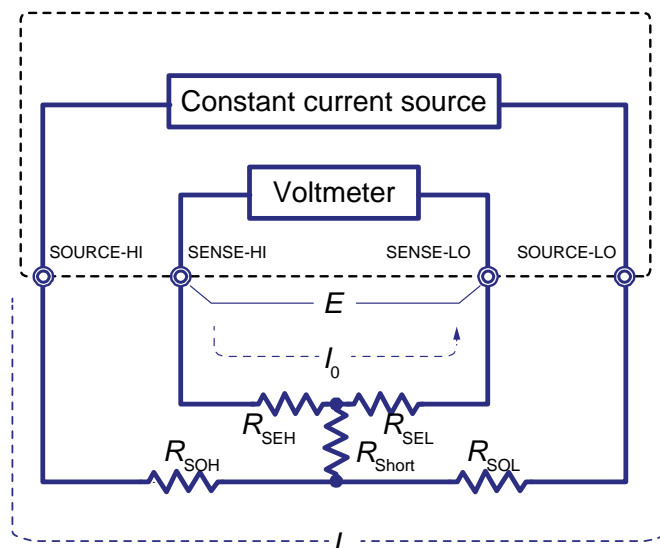 Constant current source
Voltmeter
SOURCE-HI SENSE-HI SENSE-LO SOURCE-LO
E
I0
RSEH RSEL
RSOH RShort RSOL
I